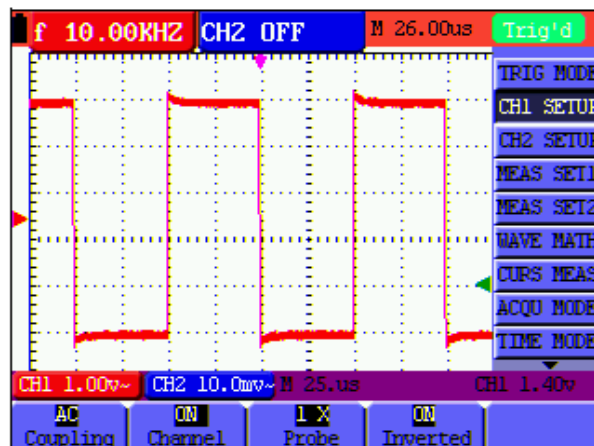 f 10.00KHZ CH2 OFF M 26.00us Trig'd
TRIG MODE
CH1 SETUP
CH2 SETUP
MEAS SET1
MEAS SET2
WAVE MATH
CURS MEAS
ACQU MODE
TIME MODE
CH1 1.00v~ CH2 10.0mv~ M 25.us CH1 1.40v
AC ON 1 X ON
Coupling Channel Probe Inverted